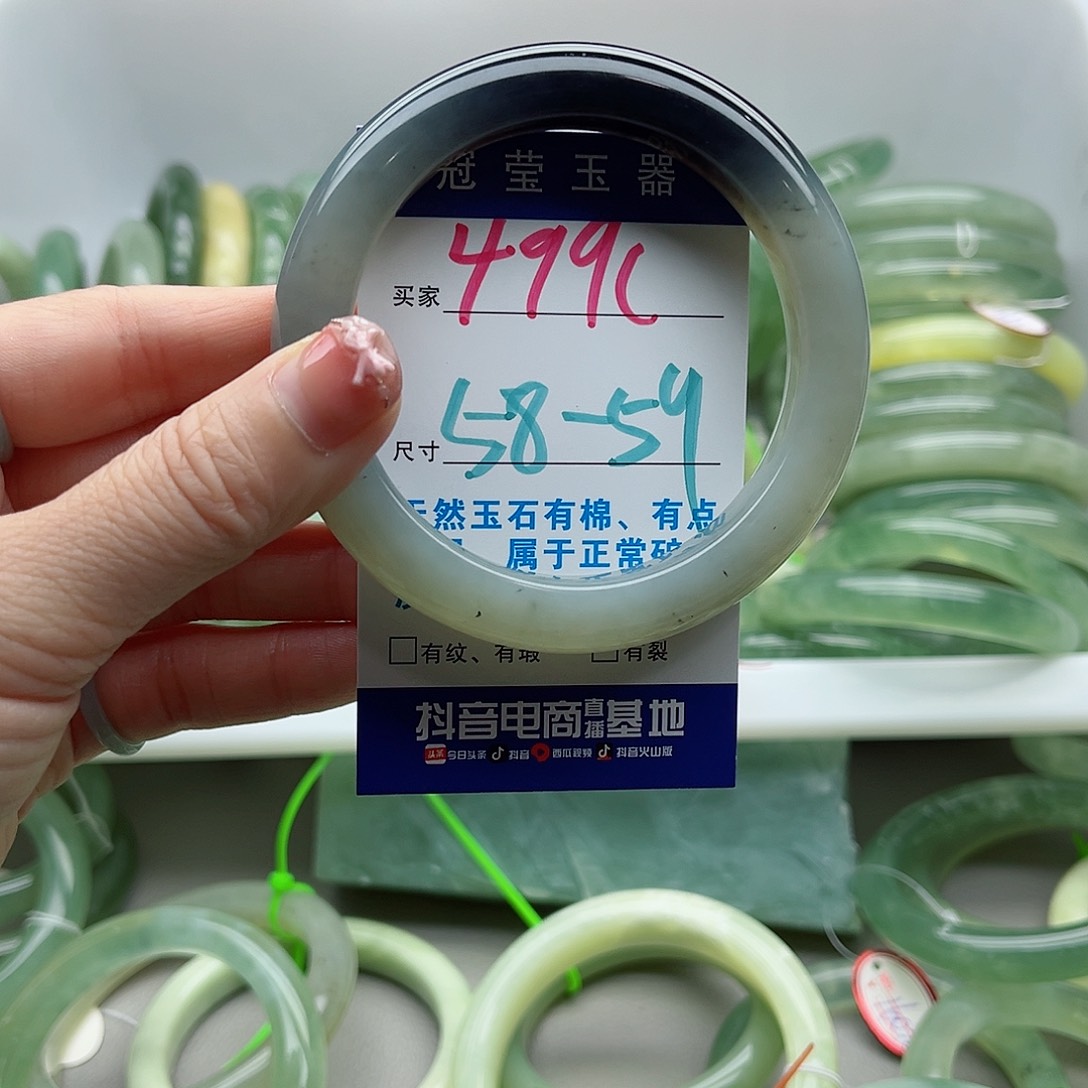 冠莹玉器
买家 499C
尺寸 58-59
天然玉石有棉、有点
属于正常
有纹、有瑕 有裂
抖音电商直播基地
头条 今日头条 抖音 西瓜视频 抖音火山版